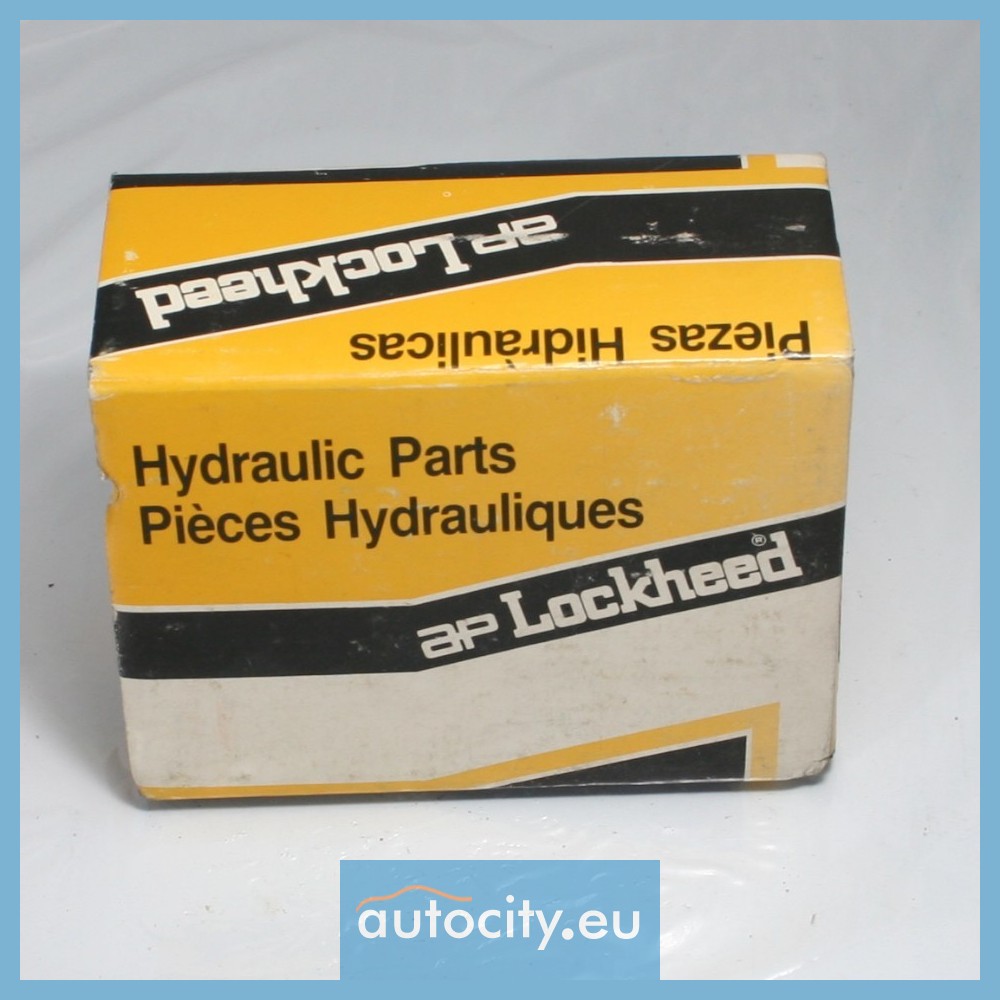 ap Lockheed
Piezas Hidráulicas
Hydraulic Parts
Pièces Hydrauliques
ap Lockheed®
autocity.eu